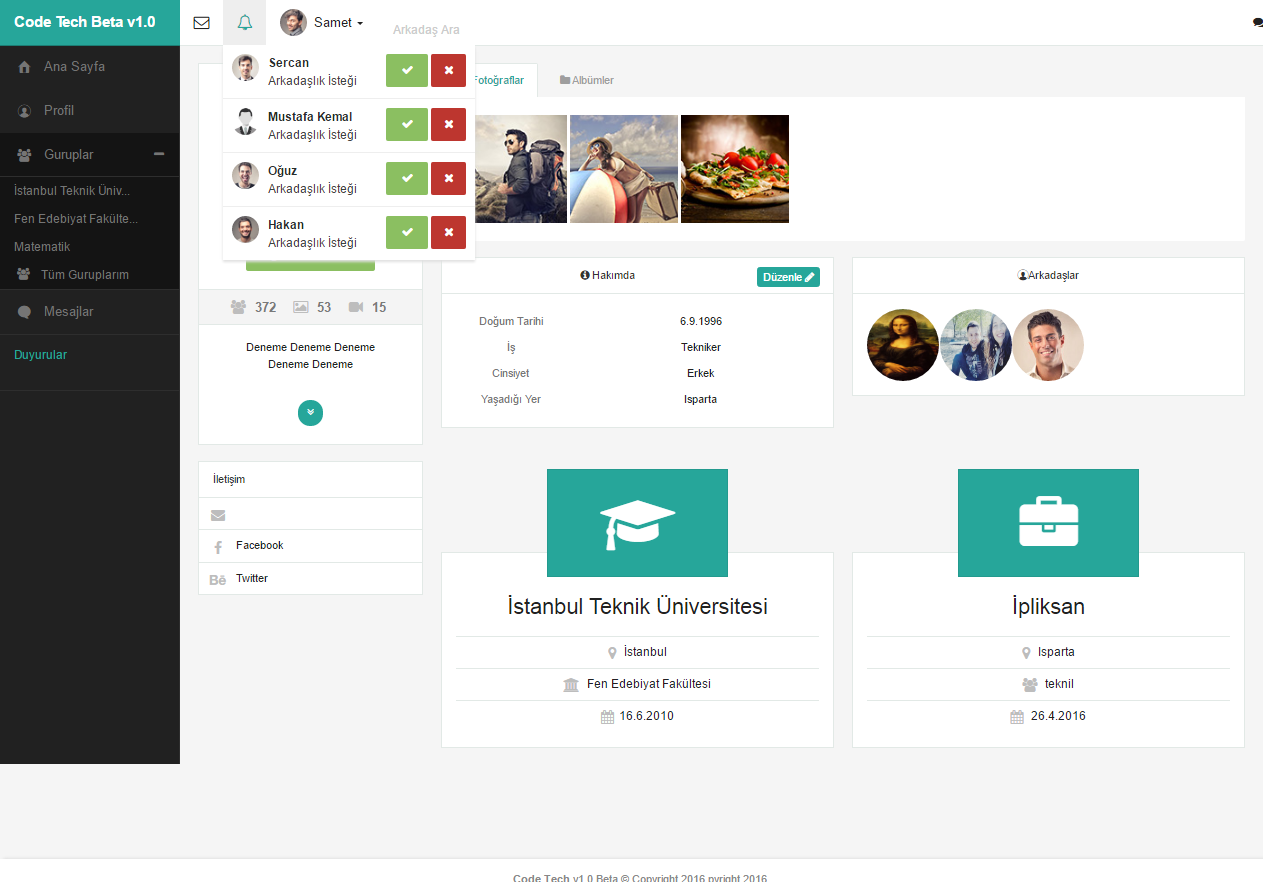 Code Tech Beta v1.0
Samet
Arkadaş Ara
Ana Sayfa
Profil
Guruplar
İstanbul Teknik Üniv...
Fen Edebiyat Fakülte...
Matematik
Tüm Guruplarım
Mesajlar
Duyurular
Sercan
Arkadaşlık İsteği
Mustafa Kemal
Arkadaşlık İsteği
Oğuz
Arkadaşlık İsteği
Hakan
Arkadaşlık İsteği
Fotoğraflar
Albümler
372 53 15
Deneme Deneme Deneme
Deneme Deneme
Hakımda
Düzenle
Doğum Tarihi 6.9.1996
İş Tekniker
Cinsiyet Erkek
Yaşadığı Yer Isparta
Arkadaşlar
İletişim
Facebook
Bē Twitter
İstanbul Teknik Üniversitesi
İstanbul
Fen Edebiyat Fakültesi
16.6.2010
İpliksan
Isparta
teknil
26.4.2016
Code Tech v1.0 Beta © Copyright 2016 pyright 2016